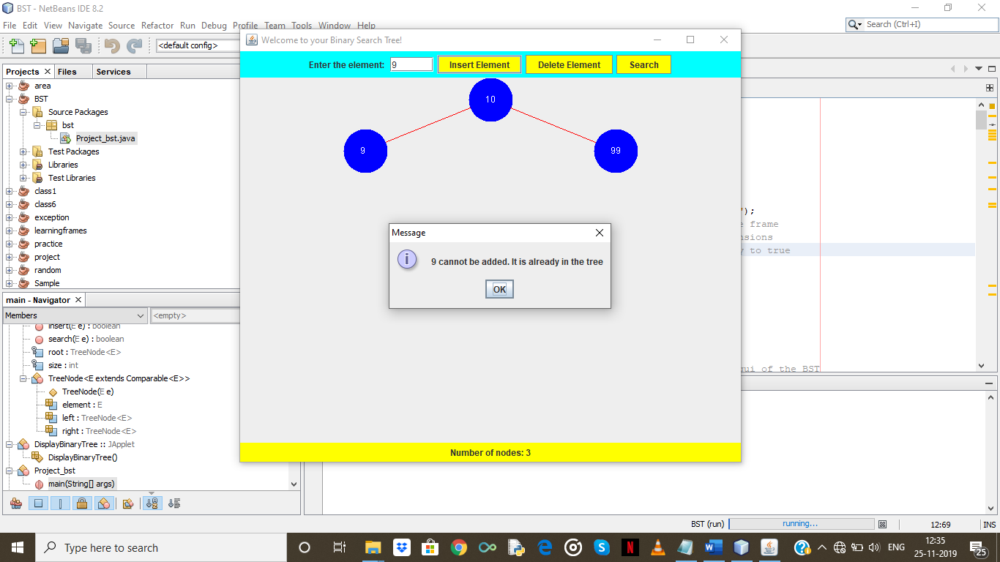 BST - NetBeans IDE 8.2
File Edit View Navigate Source Refactor Run Debug Profile Team Tools Window Help
Search (Ctrl+I)
<default config>
Welcome to your Binary Search Tree!
Enter the element: 9 Insert Element Delete Element Search
10
9 99
Message
9 cannot be added. It is already in the tree
OK
Number of nodes: 3
Projects Files Services
area
BST
Source Packages
bst
Project_bst.java
Test Packages
Libraries
Test Libraries
class1
class6
exception
learningframes
practice
project
random
Sample
main - Navigator
Members <empty>
insert(E e) : boolean
search(E e) : boolean
root : TreeNode<E>
size : int
TreeNode<E extends Comparable<E>>
TreeNode(E e)
element : E
left : TreeNode<E>
right : TreeNode<E>
DisplayBinaryTree :: JApplet
DisplayBinaryTree()
Project_bst
main(String[] args)
");
frame
to true
of the BST
BST (run) running... 12:69 INS
Type here to search
ENG
12:35
25-11-2019
25